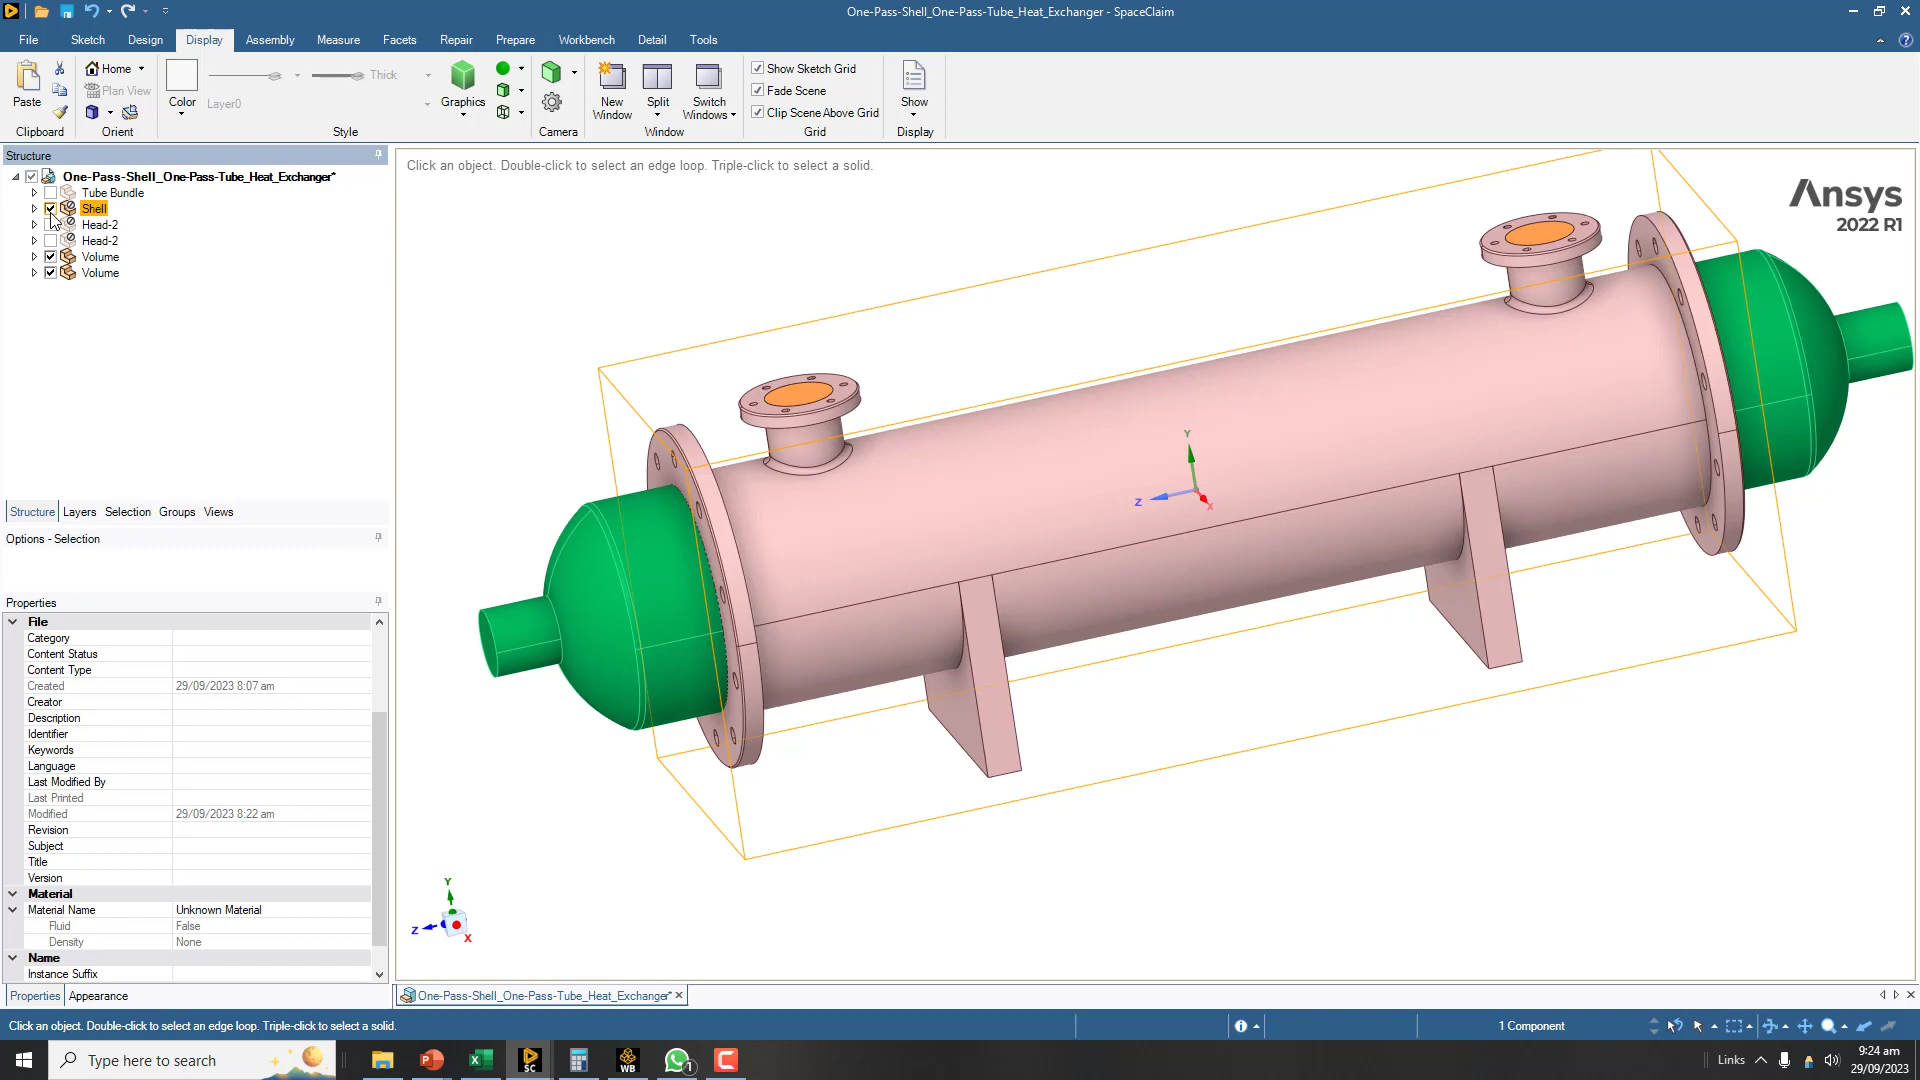 One-Pass-Shell_One-Pass-Tube_Heat_Exchanger - SpaceClaim
File Sketch Design Display Assembly Measure Facets Repair Prepare Workbench Detail Tools
Paste
Clipboard
Home
Plan View
Orient
Color
Thick
Layer0
Style
Graphics
Camera
New Window
Split
Switch Windows
Window
Show Sketch Grid
Fade Scene
Clip Scene Above Grid
Grid
Show
Display
Structure
One-Pass-Shell_One-Pass-Tube_Heat_Exchanger*
Tube Bundle
Shell
Head-2
Head-2
Volume
Volume
Structure Layers Selection Groups Views
Options - Selection
Properties
File
Category
Content Status
Content Type
Created 29/09/2023 8:07 am
Creator
Description
Identifier
Keywords
Language
Last Modified By
Last Printed
Modified 29/09/2023 8:22 am
Revision
Subject
Title
Version
Material
Material Name Unknown Material
Fluid False
Density None
Name
Instance Suffix
Properties Appearance
Click an object. Double-click to select an edge loop. Triple-click to select a solid.
Ansys
2022 R1
Y
Z
X
Y
Z
X
One-Pass-Shell_One-Pass-Tube_Heat_Exchanger*
Click an object. Double-click to select an edge loop. Triple-click to select a solid.
1 Component
Type here to search
SC
WB
1
Links
9:24 am
29/09/2023